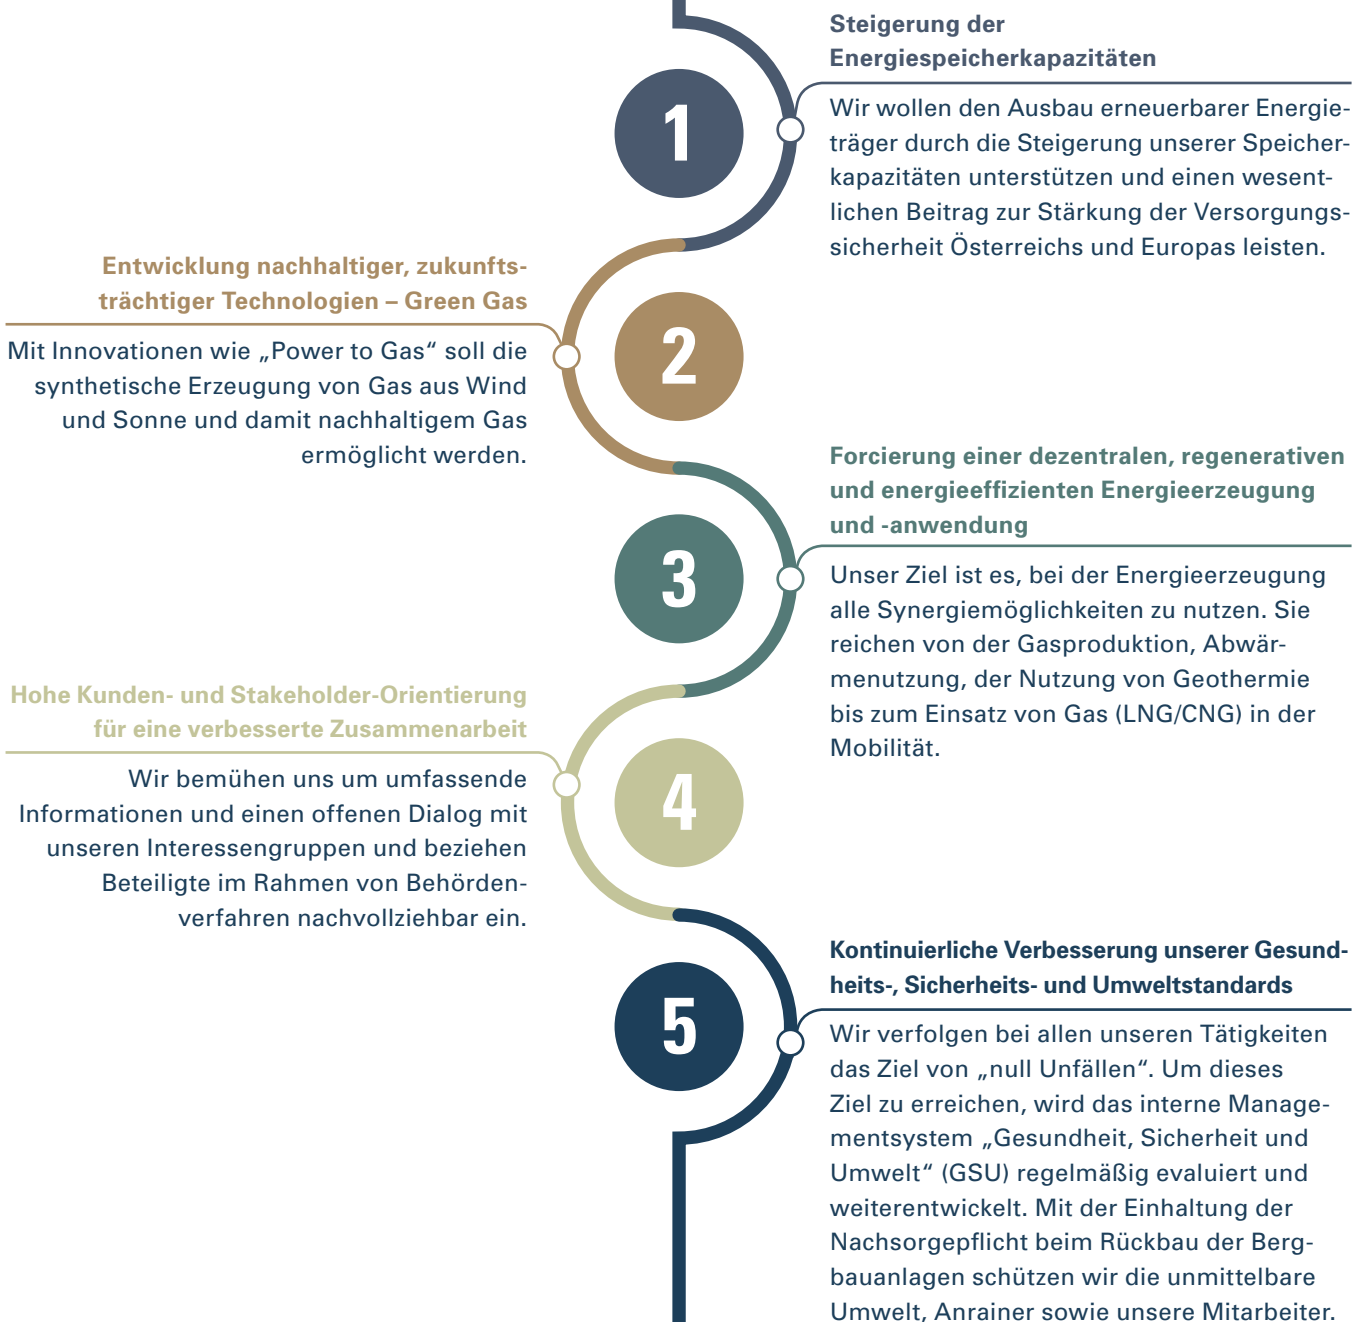 1
Steigerung der
Energiespeicherkapazitäten
Wir wollen den Ausbau erneuerbarer Energie-
träger durch die Steigerung unserer Speicher-
kapazitäten unterstützen und einen wesent-
lichen Beitrag zur Stärkung der Versorgungs-
sicherheit Österreichs und Europas leisten.
2
Entwicklung nachhaltiger, zukunfts-
trächtiger Technologien – Green Gas
Mit Innovationen wie „Power to Gas“ soll die
synthetische Erzeugung von Gas aus Wind
und Sonne und damit nachhaltigem Gas
ermöglicht werden.
3
Forcierung einer dezentralen, regenerativen
und energieeffizienten Energieerzeugung
und -anwendung
Unser Ziel ist es, bei der Energieerzeugung
alle Synergiemöglichkeiten zu nutzen. Sie
reichen von der Gasproduktion, Abwär-
menutzung, der Nutzung von Geothermie
bis zum Einsatz von Gas (LNG/CNG) in der
Mobilität.
4
Hohe Kunden- und Stakeholder-Orientierung
für eine verbesserte Zusammenarbeit
Wir bemühen uns um umfassende
Informationen und einen offenen Dialog mit
unseren Interessengruppen und beziehen
Beteiligte im Rahmen von Behörden-
verfahren nachvollziehbar ein.
5
Kontinuierliche Verbesserung unserer Gesund-
heits-, Sicherheits- und Umweltstandards
Wir verfolgen bei allen unseren Tätigkeiten
das Ziel von „null Unfällen“. Um dieses
Ziel zu erreichen, wird das interne Manage-
mentsystem „Gesundheit, Sicherheit und
Umwelt“ (GSU) regelmäßig evaluiert und
weiterentwickelt. Mit der Einhaltung der
Nachsorgepflicht beim Rückbau der Berg-
bauanlagen schützen wir die unmittelbare
Umwelt, Anrainer sowie unsere Mitarbeiter.